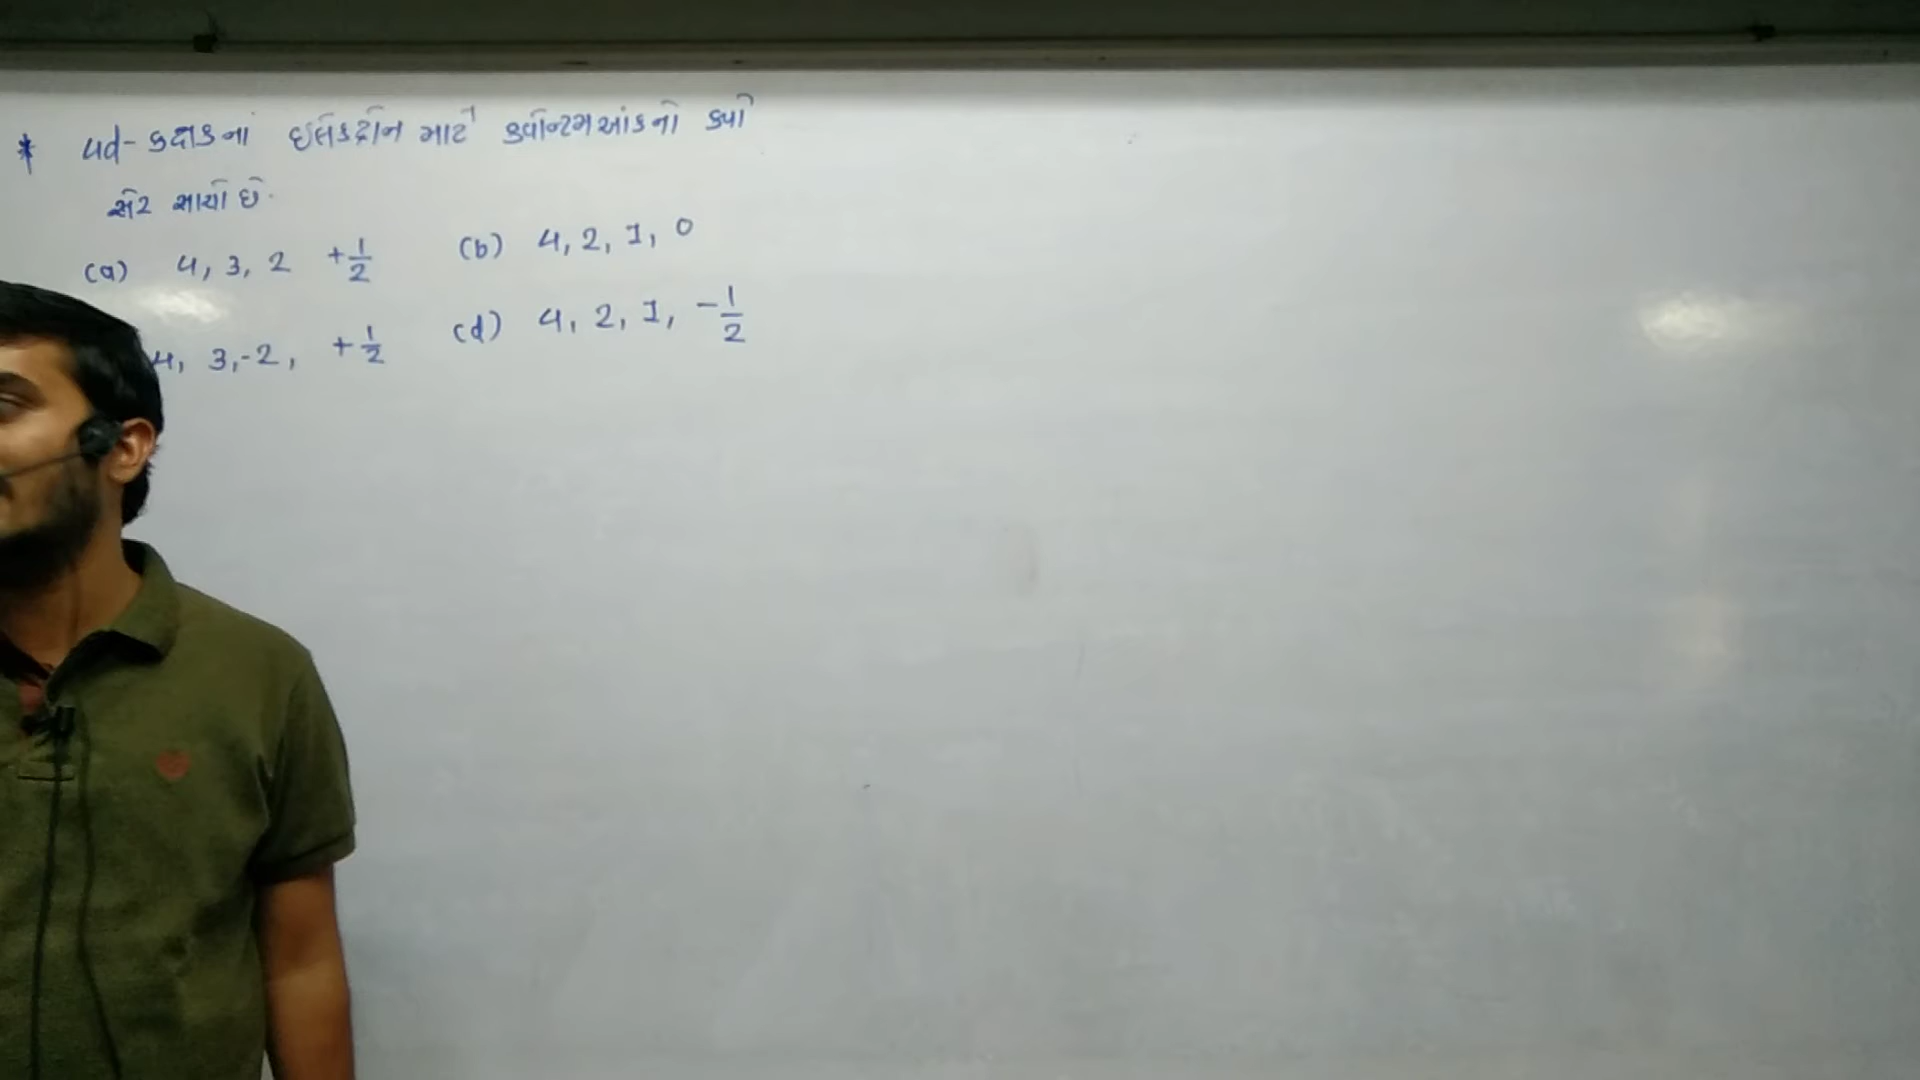 * 4d- કક્ષકનાં ઇલેક્ટ્રોન માટે ક્વોન્ટમઆંકનો ક્યો
સેટ સાચો છે.
(a) 4, 3, 2 +1/2 (b) 4, 2, 1, 0
4, 3, -2, +1/2 (d) 4, 2, 1, -1/2